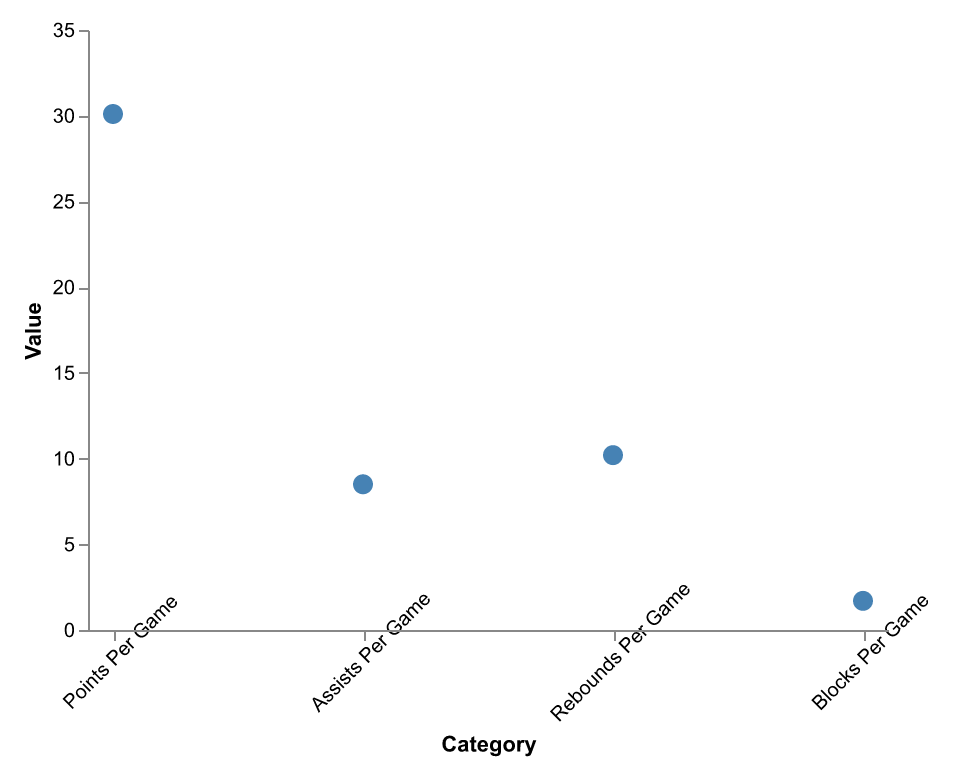 35
30
25
20
15
10
5
0
Value
Points Per Game
Assists Per Game
Rebounds Per Game
Blocks Per Game
Category